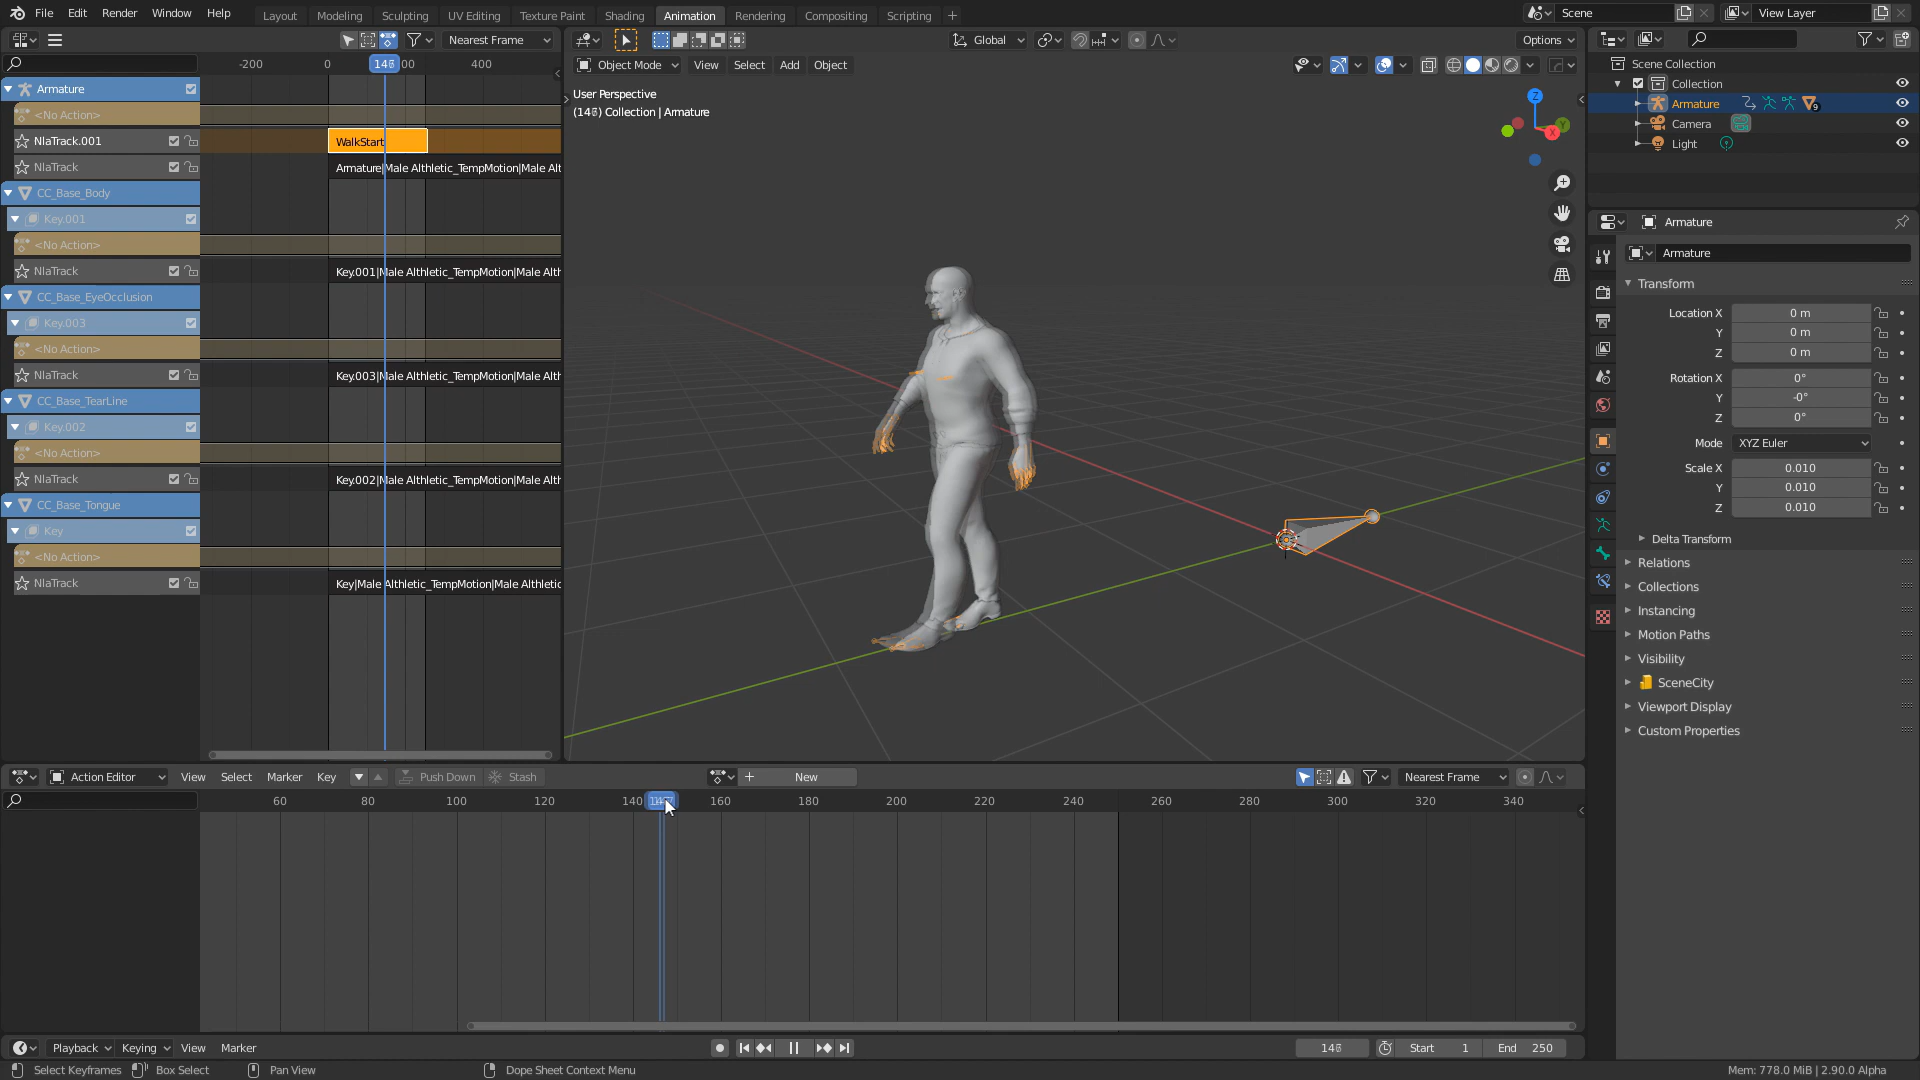 File Edit Render Window Help
Layout Modeling Sculpting UV Editing Texture Paint Shading Animation Rendering Compositing Scripting
Scene
View Layer
Nearest Frame
Global
Options
-200 0 146 00 400
Object Mode View Select Add Object
User Perspective
Collection | Armature
Armature
<No Action>
NlaTrack.001
WalkStart
NlaTrack
Armature|Male Althletic_TempMotion|Male Alt
CC_Base_Body
Key.001
<No Action>
NlaTrack
Key.001|Male Althletic_TempMotion|Male Alth
CC_Base_EyeOcclusion
Key.003
<No Action>
NlaTrack
Key.003|Male Althletic_TempMotion|Male Alth
CC_Base_TearLine
Key.002
<No Action>
NlaTrack
Key.002|Male Althletic_TempMotion|Male Alth
CC_Base_Tongue
Key
<No Action>
NlaTrack
Key|Male Althletic_TempMotion|Male Althletic
Z
Y
X
Scene Collection
Collection
Armature
9
Camera
Light
Armature
Armature
Transform
Location X 0 m
Y 0 m
Z 0 m
Rotation X 0°
Y -0°
Z 0°
Mode XYZ Euler
Scale X 0.010
Y 0.010
Z 0.010
Delta Transform
Relations
Collections
Instancing
Motion Paths
Visibility
SceneCity
Viewport Display
Custom Properties
Action Editor View Select Marker Key Push Down Stash New Nearest Frame
60 80 100 120 140 160 180 200 220 240 260 280 300 320 340
Playback Keying View Marker
Start 1 End 250
Select Keyframes Box Select Pan View Dope Sheet Context Menu
Mem: 778.0 MiB | 2.90.0 Alpha